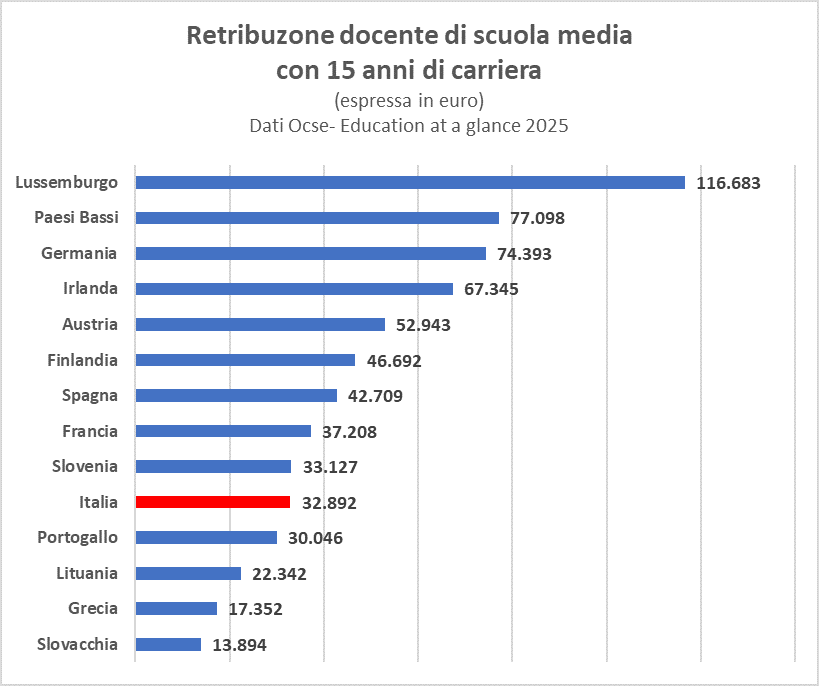 Retribuzone docente di scuola media
con 15 anni di carriera
(espressa in euro)
Dati Ocse- Education at a glance 2025
Lussemburgo 116.683
Paesi Bassi 77.098
Germania 74.393
Irlanda 67.345
Austria 52.943
Finlandia 46.692
Spagna 42.709
Francia 37.208
Slovenia 33.127
Italia 32.892
Portogallo 30.046
Lituania 22.342
Grecia 17.352
Slovacchia 13.894